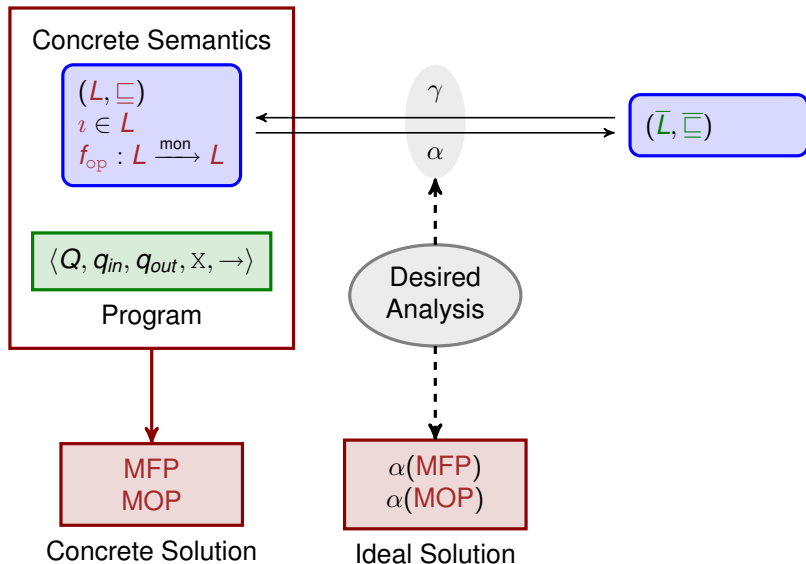 Concrete Semantics
(L, ⊑)
ı ∈ L
f_op : L —mon→ L
⟨Q, q_in, q_out, X, →⟩
Program
γ
α
(L̅, ⊑̅)
Desired
Analysis
MFP
MOP
Concrete Solution
α(MFP)
α(MOP)
Ideal Solution